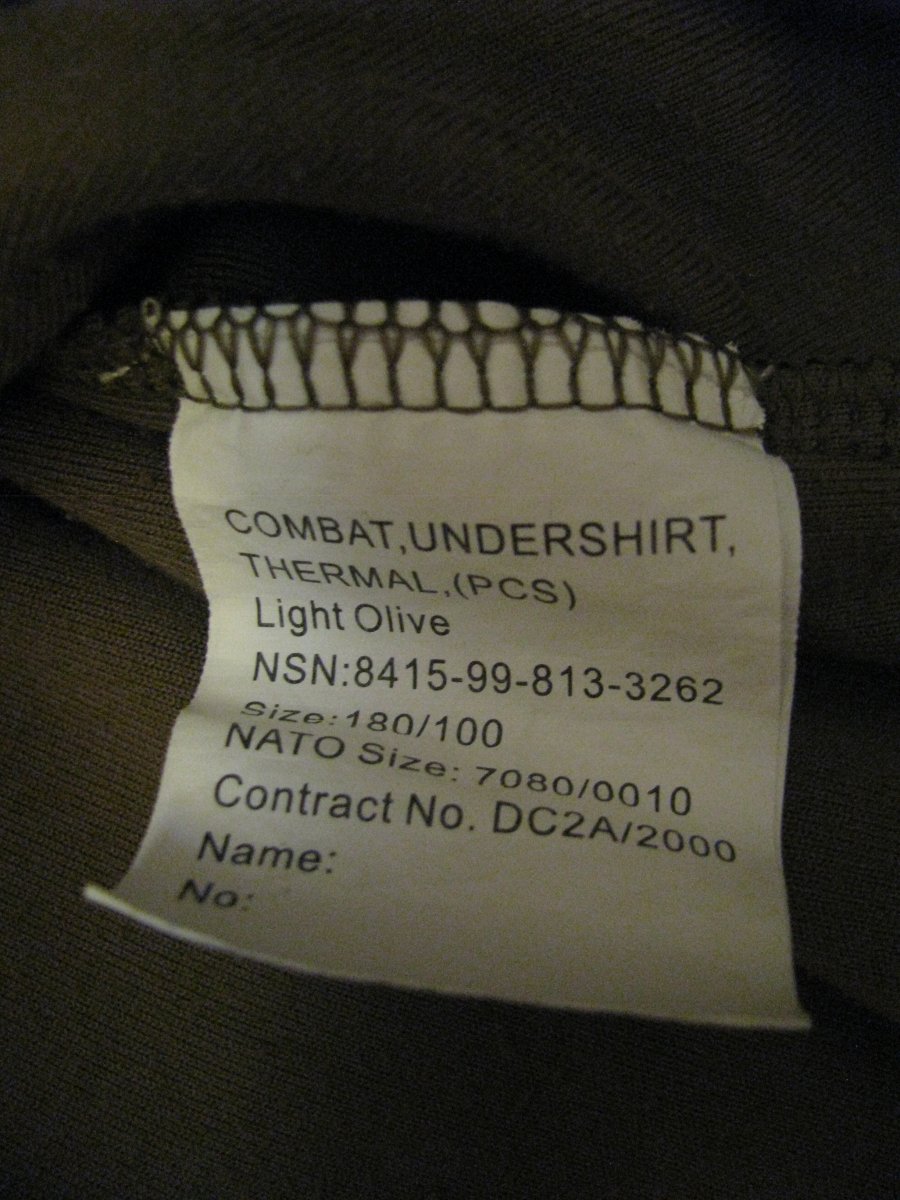 COMBAT,UNDERSHIRT,
THERMAL,(PCS)
Light Olive
NSN:8415-99-813-3262
Size:180/100
NATO Size: 7080/0010
Contract No. DC2A/2000
Name:
No: